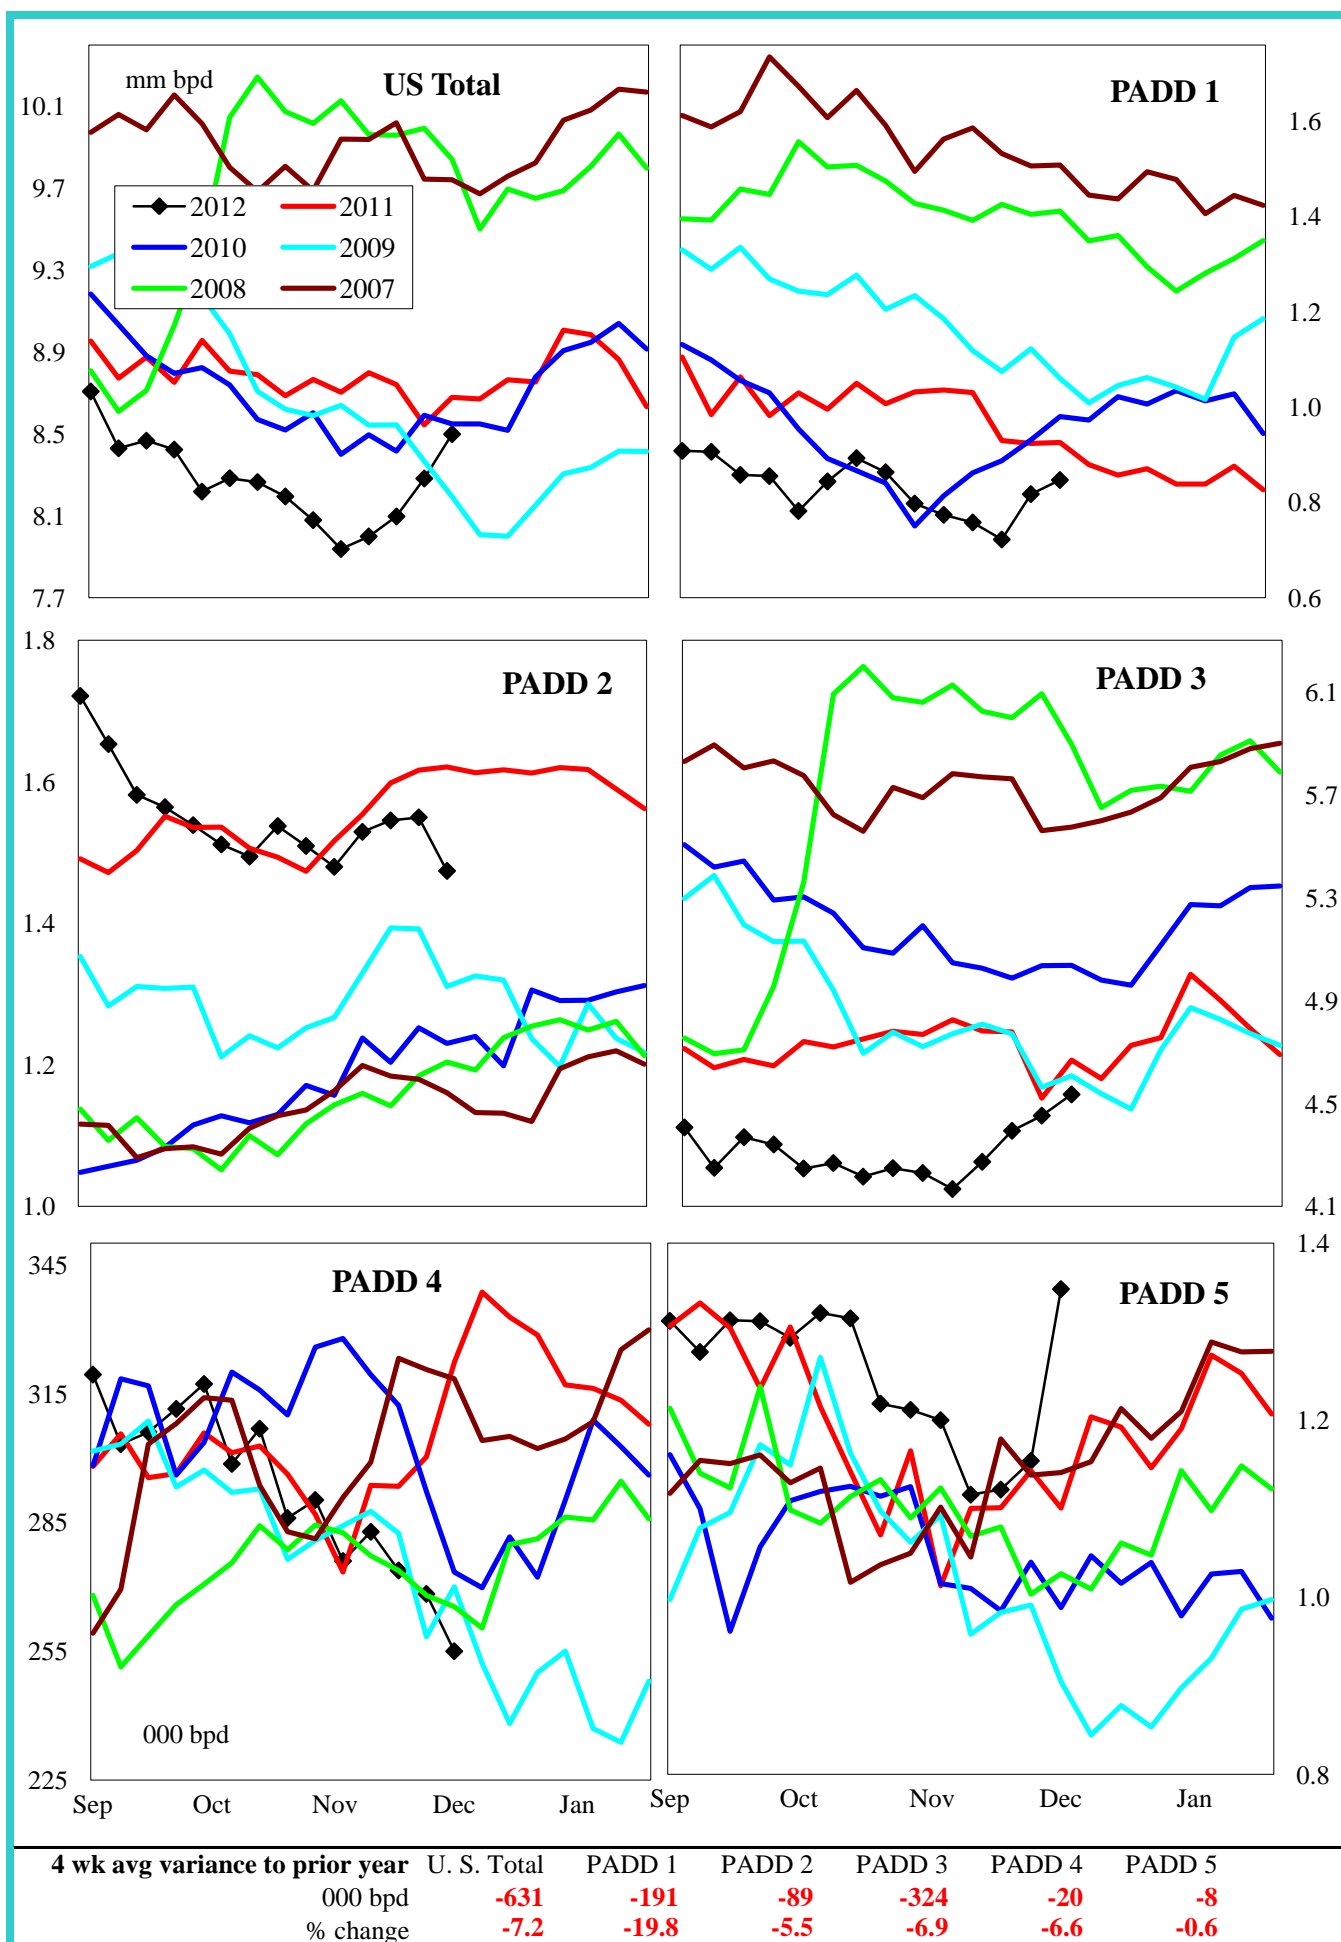 mm bpd
US Total
10.1
9.7
9.3
8.9
8.5
8.1
7.7
2012 2011
2010 2009
2008 2007
PADD 1
1.6
1.4
1.2
1.0
0.8
0.6
PADD 2
1.8
1.6
1.4
1.2
1.0
PADD 3
6.1
5.7
5.3
4.9
4.5
4.1
PADD 4
345
315
285
255
225
000 bpd
Sep Oct Nov Dec Jan
PADD 5
1.4
1.2
1.0
0.8
Sep Oct Nov Dec Jan
4 wk avg variance to prior year U. S. Total PADD 1 PADD 2 PADD 3 PADD 4 PADD 5
000 bpd -631 -191 -89 -324 -20 -8
% change -7.2 -19.8 -5.5 -6.9 -6.6 -0.6